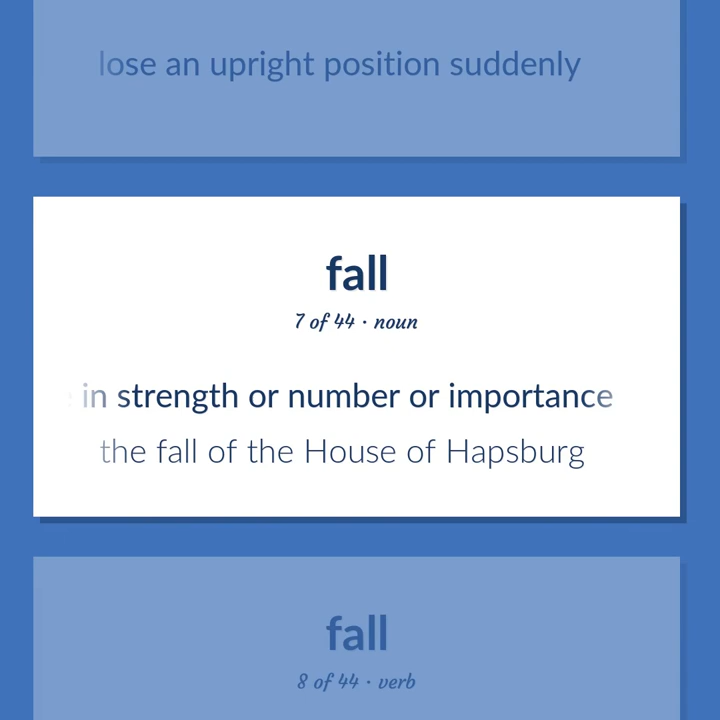 lose an upright position suddenly
fall
7 of 44 · noun
in strength or number or importance
the fall of the House of Hapsburg
fall
8 of 44 · verb